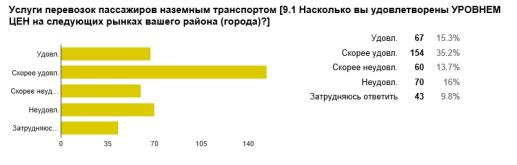 Услуги перевозок пассажиров наземным транспортом [9.1 Насколько вы удовлетворены УРОВНЕМ
ЦЕН на следующих рынках вашего района (города)?]
Удовл.
Скорее удовл.
Скорее неуд…
Неудовл.
Затрудняюс…
0
35
70
105
140
Удовл. 67 15.3%
Скорее удовл. 154 35.2%
Скорее неудовл. 60 13.7%
Неудовл. 70 16%
Затрудняюсь ответить 43 9.8%